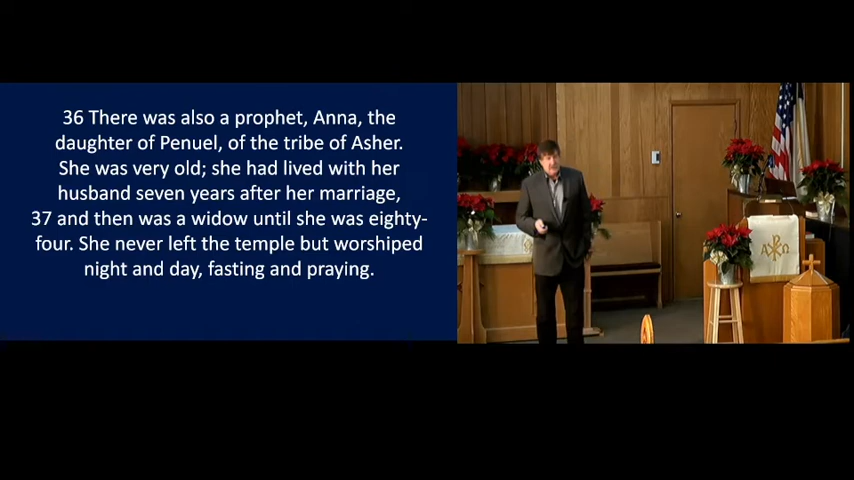 36 There was also a prophet, Anna, the
daughter of Penuel, of the tribe of Asher.
She was very old; she had lived with her
husband seven years after her marriage,
37 and then was a widow until she was eighty-
four. She never left the temple but worshiped
night and day, fasting and praying.
Α☧Ω